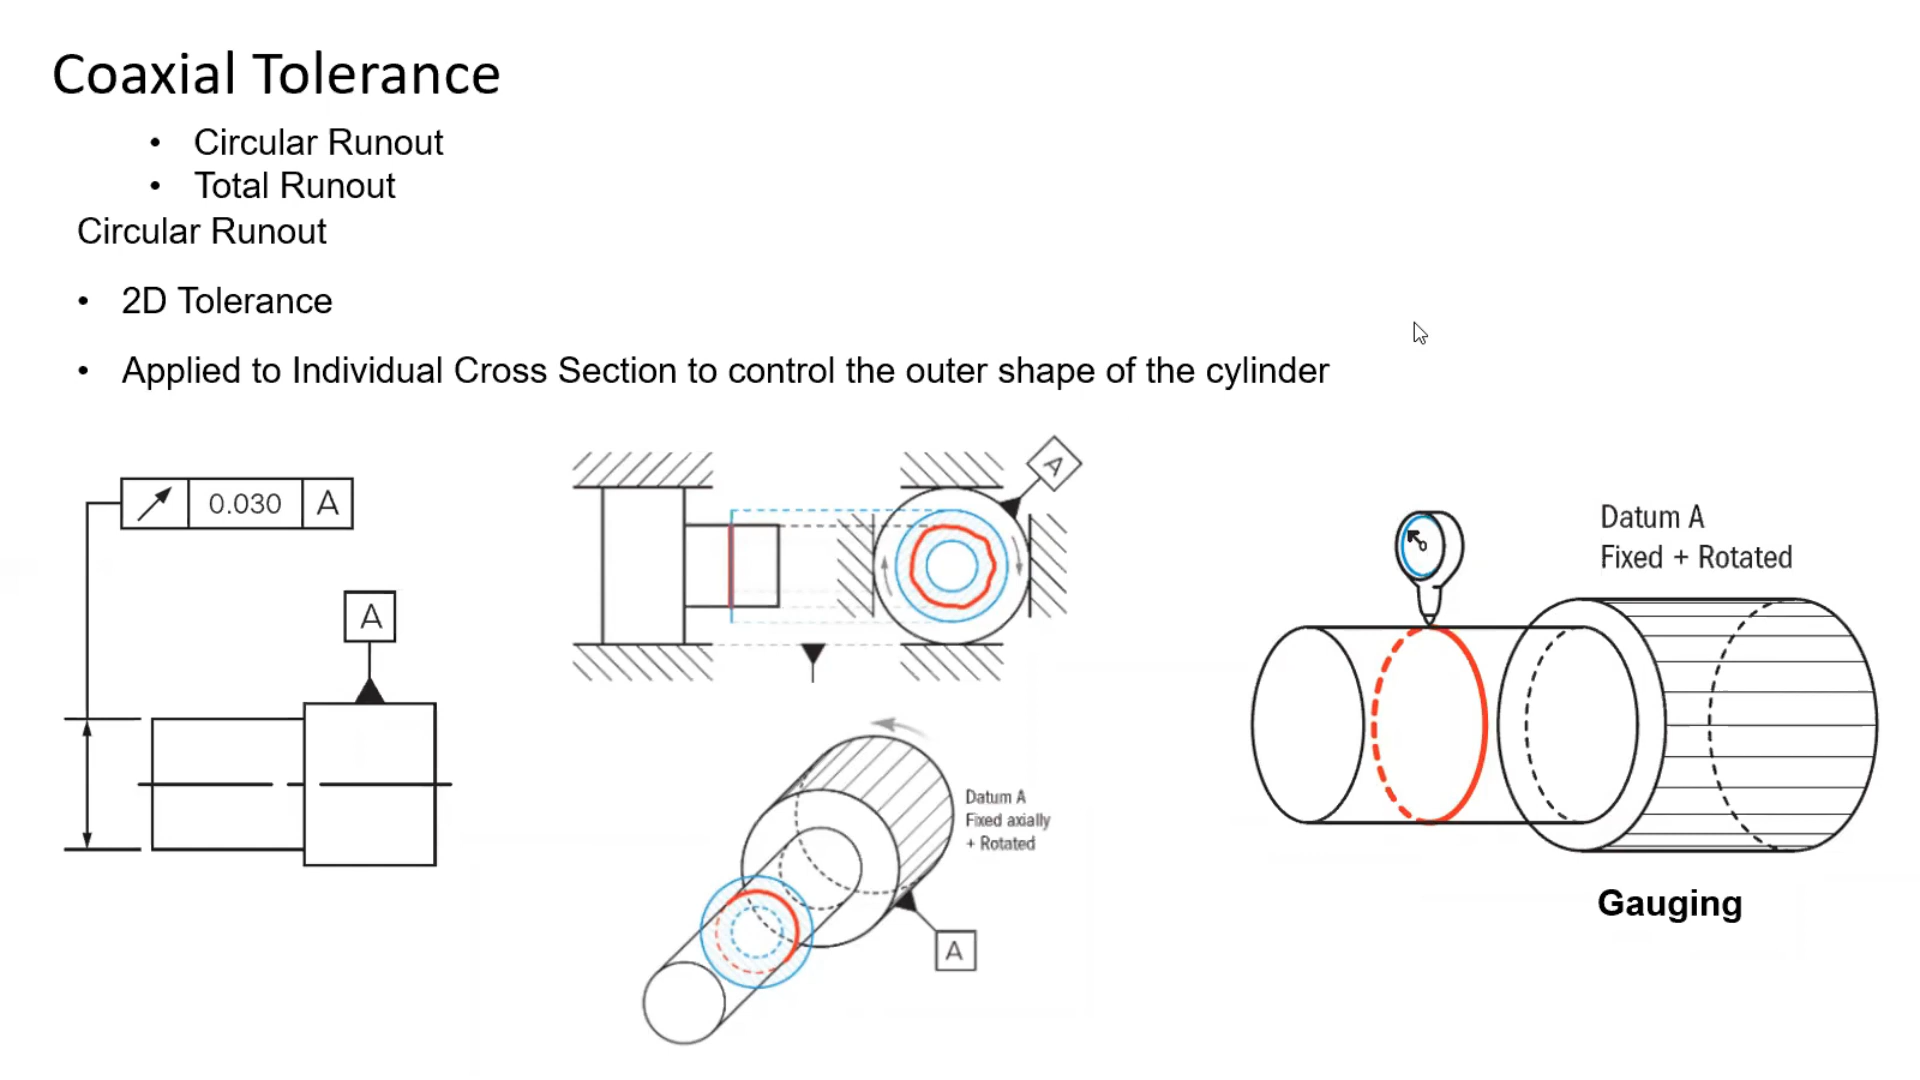 Coaxial Tolerance
• Circular Runout
• Total Runout
Circular Runout
• 2D Tolerance
• Applied to Individual Cross Section to control the outer shape of the cylinder
0.030 A
A
A
Datum A
Fixed axially
+ Rotated
A
Datum A
Fixed + Rotated
Gauging